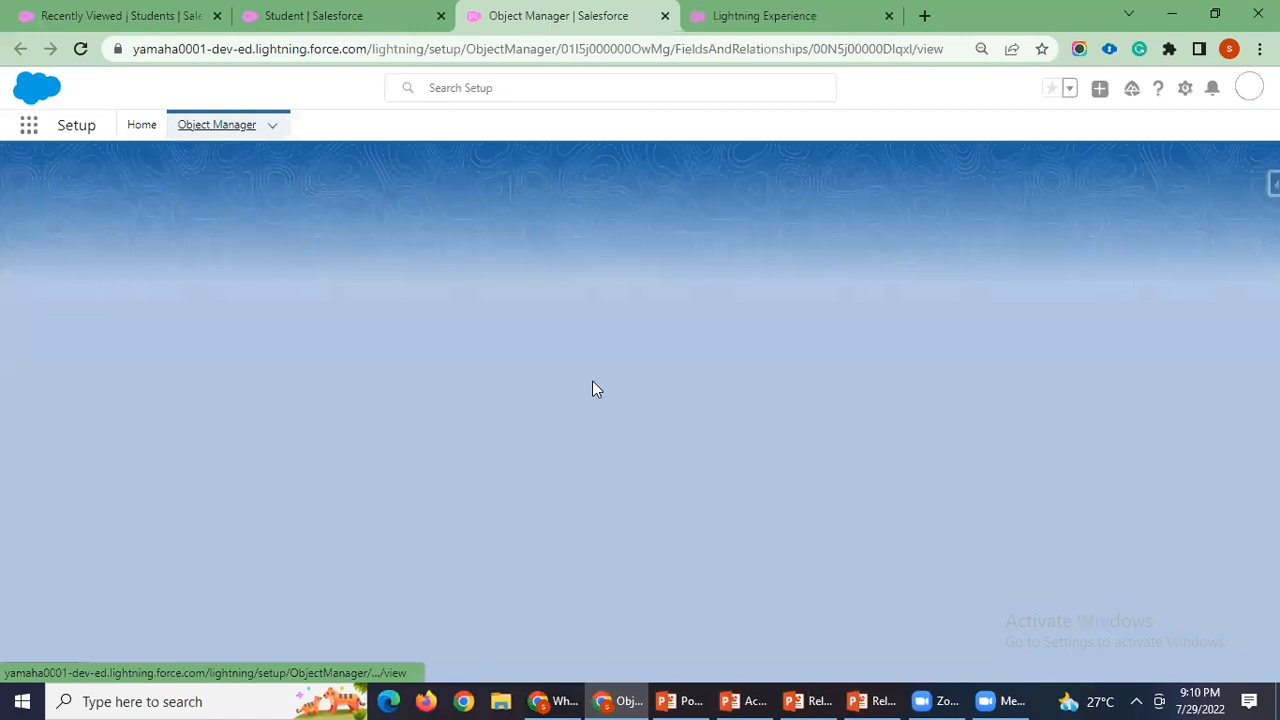 Recently Viewed | Students | Sale
Student | Salesforce
Object Manager | Salesforce
Lightning Experience
yamaha0001-dev-ed.lightning.force.com/lightning/setup/ObjectManager/01I5j000000OwMg/FieldsAndRelationships/00N5j00000DIqxI/view
S
Search Setup
Setup
Home
Object Manager
Activate Windows
Go to Settings to activate Windows.
yamaha0001-dev-ed.lightning.force.com/lightning/setup/ObjectManager/.../view
Type here to search
Wh...
Obj...
Po...
Ac...
Rel...
Rel...
Zo...
Me...
27°C
9:10 PM
7/29/2022